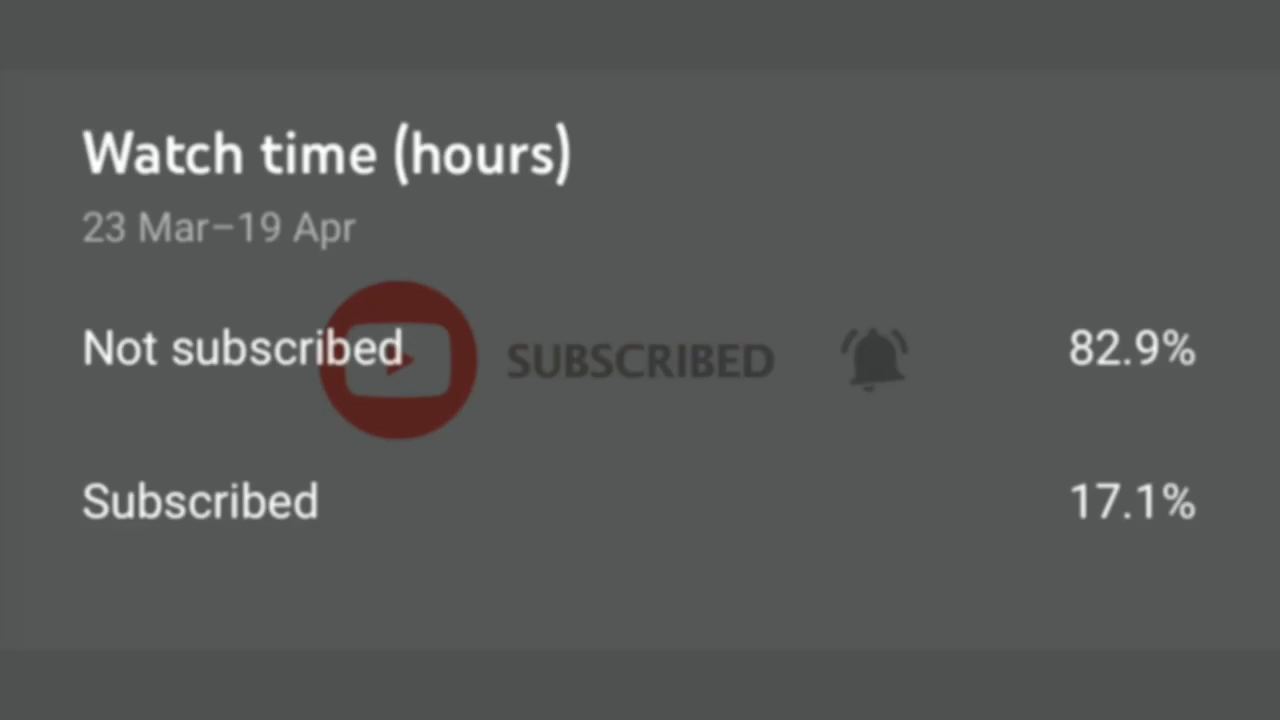 Watch time (hours)
23 Mar–19 Apr
Not subscribed 82.9%
SUBSCRIBED
Subscribed 17.1%